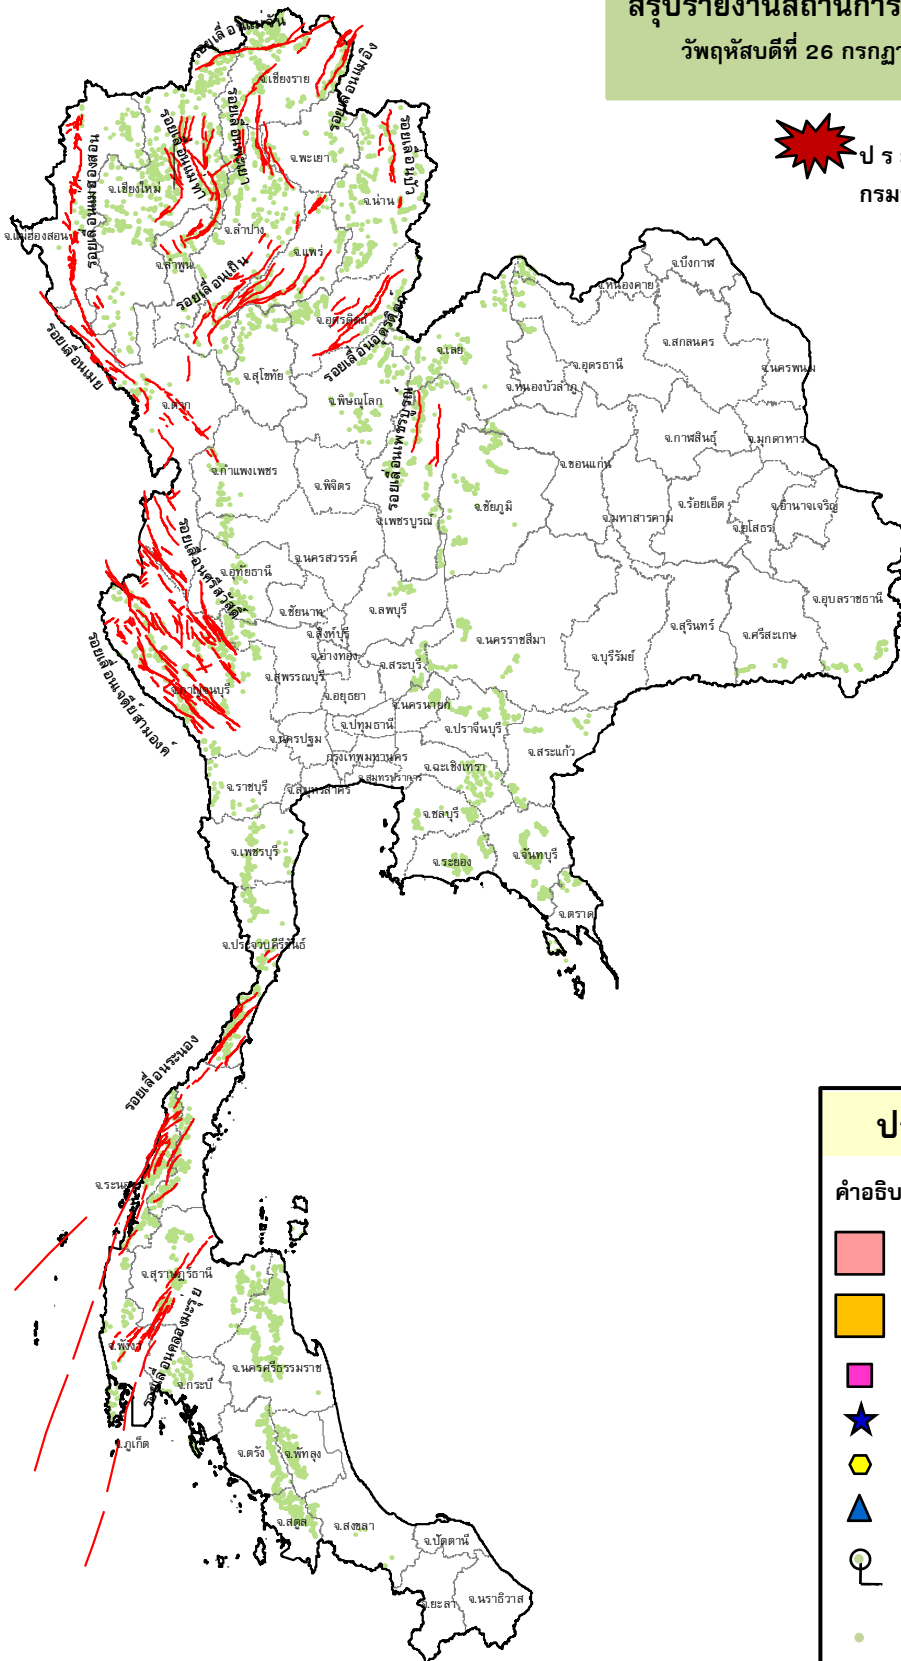 สรุปรายงานสถานการ
วัพฤหัสบดีที่ 26 กรกฎา
ป ร
กรม
รอยเลื่อนแม่จัน
รอยเลื่อนแม่อิง
จ.เชียงราย
รอยเลื่อนพะเยา
รอยเลื่อนแม่ทา
รอยเลื่อนปัว
รอยเลื่อนแม่ฮ่องสอน
จ.พะเยา
จ.เชียงใหม่
จ.น่าน
จ.แม่ฮ่องสอน
จ.ลำปาง
จ.แพร่
จ.ลำพูน
รอยเลื่อนเถิน
จ.บึงกาฬ
จ.หนองคาย
จ.อุตรดิตถ์
รอยเลื่อนอุตรดิตถ์
รอยเลื่อนเมย
จ.เลย
จ.สกลนคร
จ.นครพนม
จ.อุดรธานี
จ.สุโขทัย
จ.หนองบัวลำภู
จ.ตาก
จ.พิษณุโลก
รอยเลื่อนเพชรบูรณ์
จ.กาฬสินธุ์
จ.มุกดาหาร
จ.กำแพงเพชร
จ.ขอนแก่น
จ.พิจิตร
จ.เพชรบูรณ์
จ.ชัยภูมิ
จ.ร้อยเอ็ด
จ.อำนาจเจริญ
จ.มหาสารคาม
จ.ยโสธร
รอยเลื่อนศรีสวัสดิ์
จ.นครสวรรค์
จ.อุทัยธานี
จ.ชัยนาท
จ.ลพบุรี
จ.อุบลราชธานี
จ.สิงห์บุรี
จ.นครราชสีมา
จ.สุรินทร์
จ.ศรีสะเกษ
จ.อ่างทอง
จ.บุรีรัมย์
จ.สระบุรี
จ.สุพรรณบุรี
รอยเลื่อนเจดีย์สามองค์
จ.กาญจนบุรี
จ.อยุธยา
จ.นครนายก
จ.ปทุมธานี
จ.ปราจีนบุรี
จ.นครปฐม
จ.สระแก้ว
กรุงเทพมหานคร
จ.ฉะเชิงเทรา
จ.สมุทรปราการ
จ.ราชบุรี
จ.สมุทรสาคร
จ.ชลบุรี
จ.เพชรบุรี
จ.ระยอง
จ.จันทบุรี
จ.ตราด
จ.ประจวบคีรีขันธ์
รอยเลื่อนระนอง
จ.ระนอง
คำอธิบ
จ.สุราษฎร์ธานี
รอยเลื่อนคลองมะรุ่ย
จ.พังงา
จ.นครศรีธรรมราช
จ.กระบี่
จ.ภูเก็ต
จ.ตรัง
จ.พัทลุง
จ.สตูล
จ.สงขลา
จ.ปัตตานี
จ.ยะลา
จ.นราธิวาส